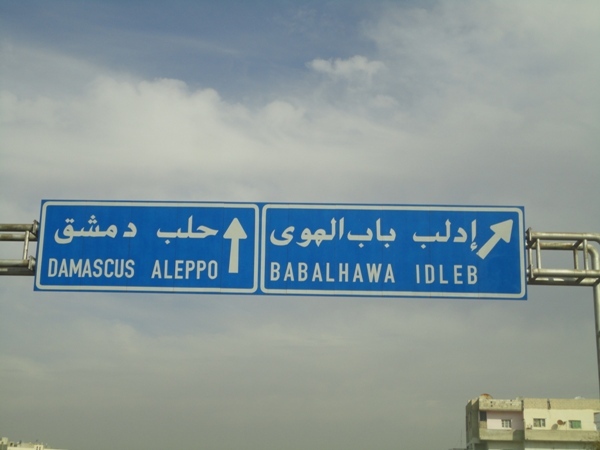 حلب دمشق
DAMASCUS ALEPPO
إدلب باب الهوى
BABALHAWA IDLEB